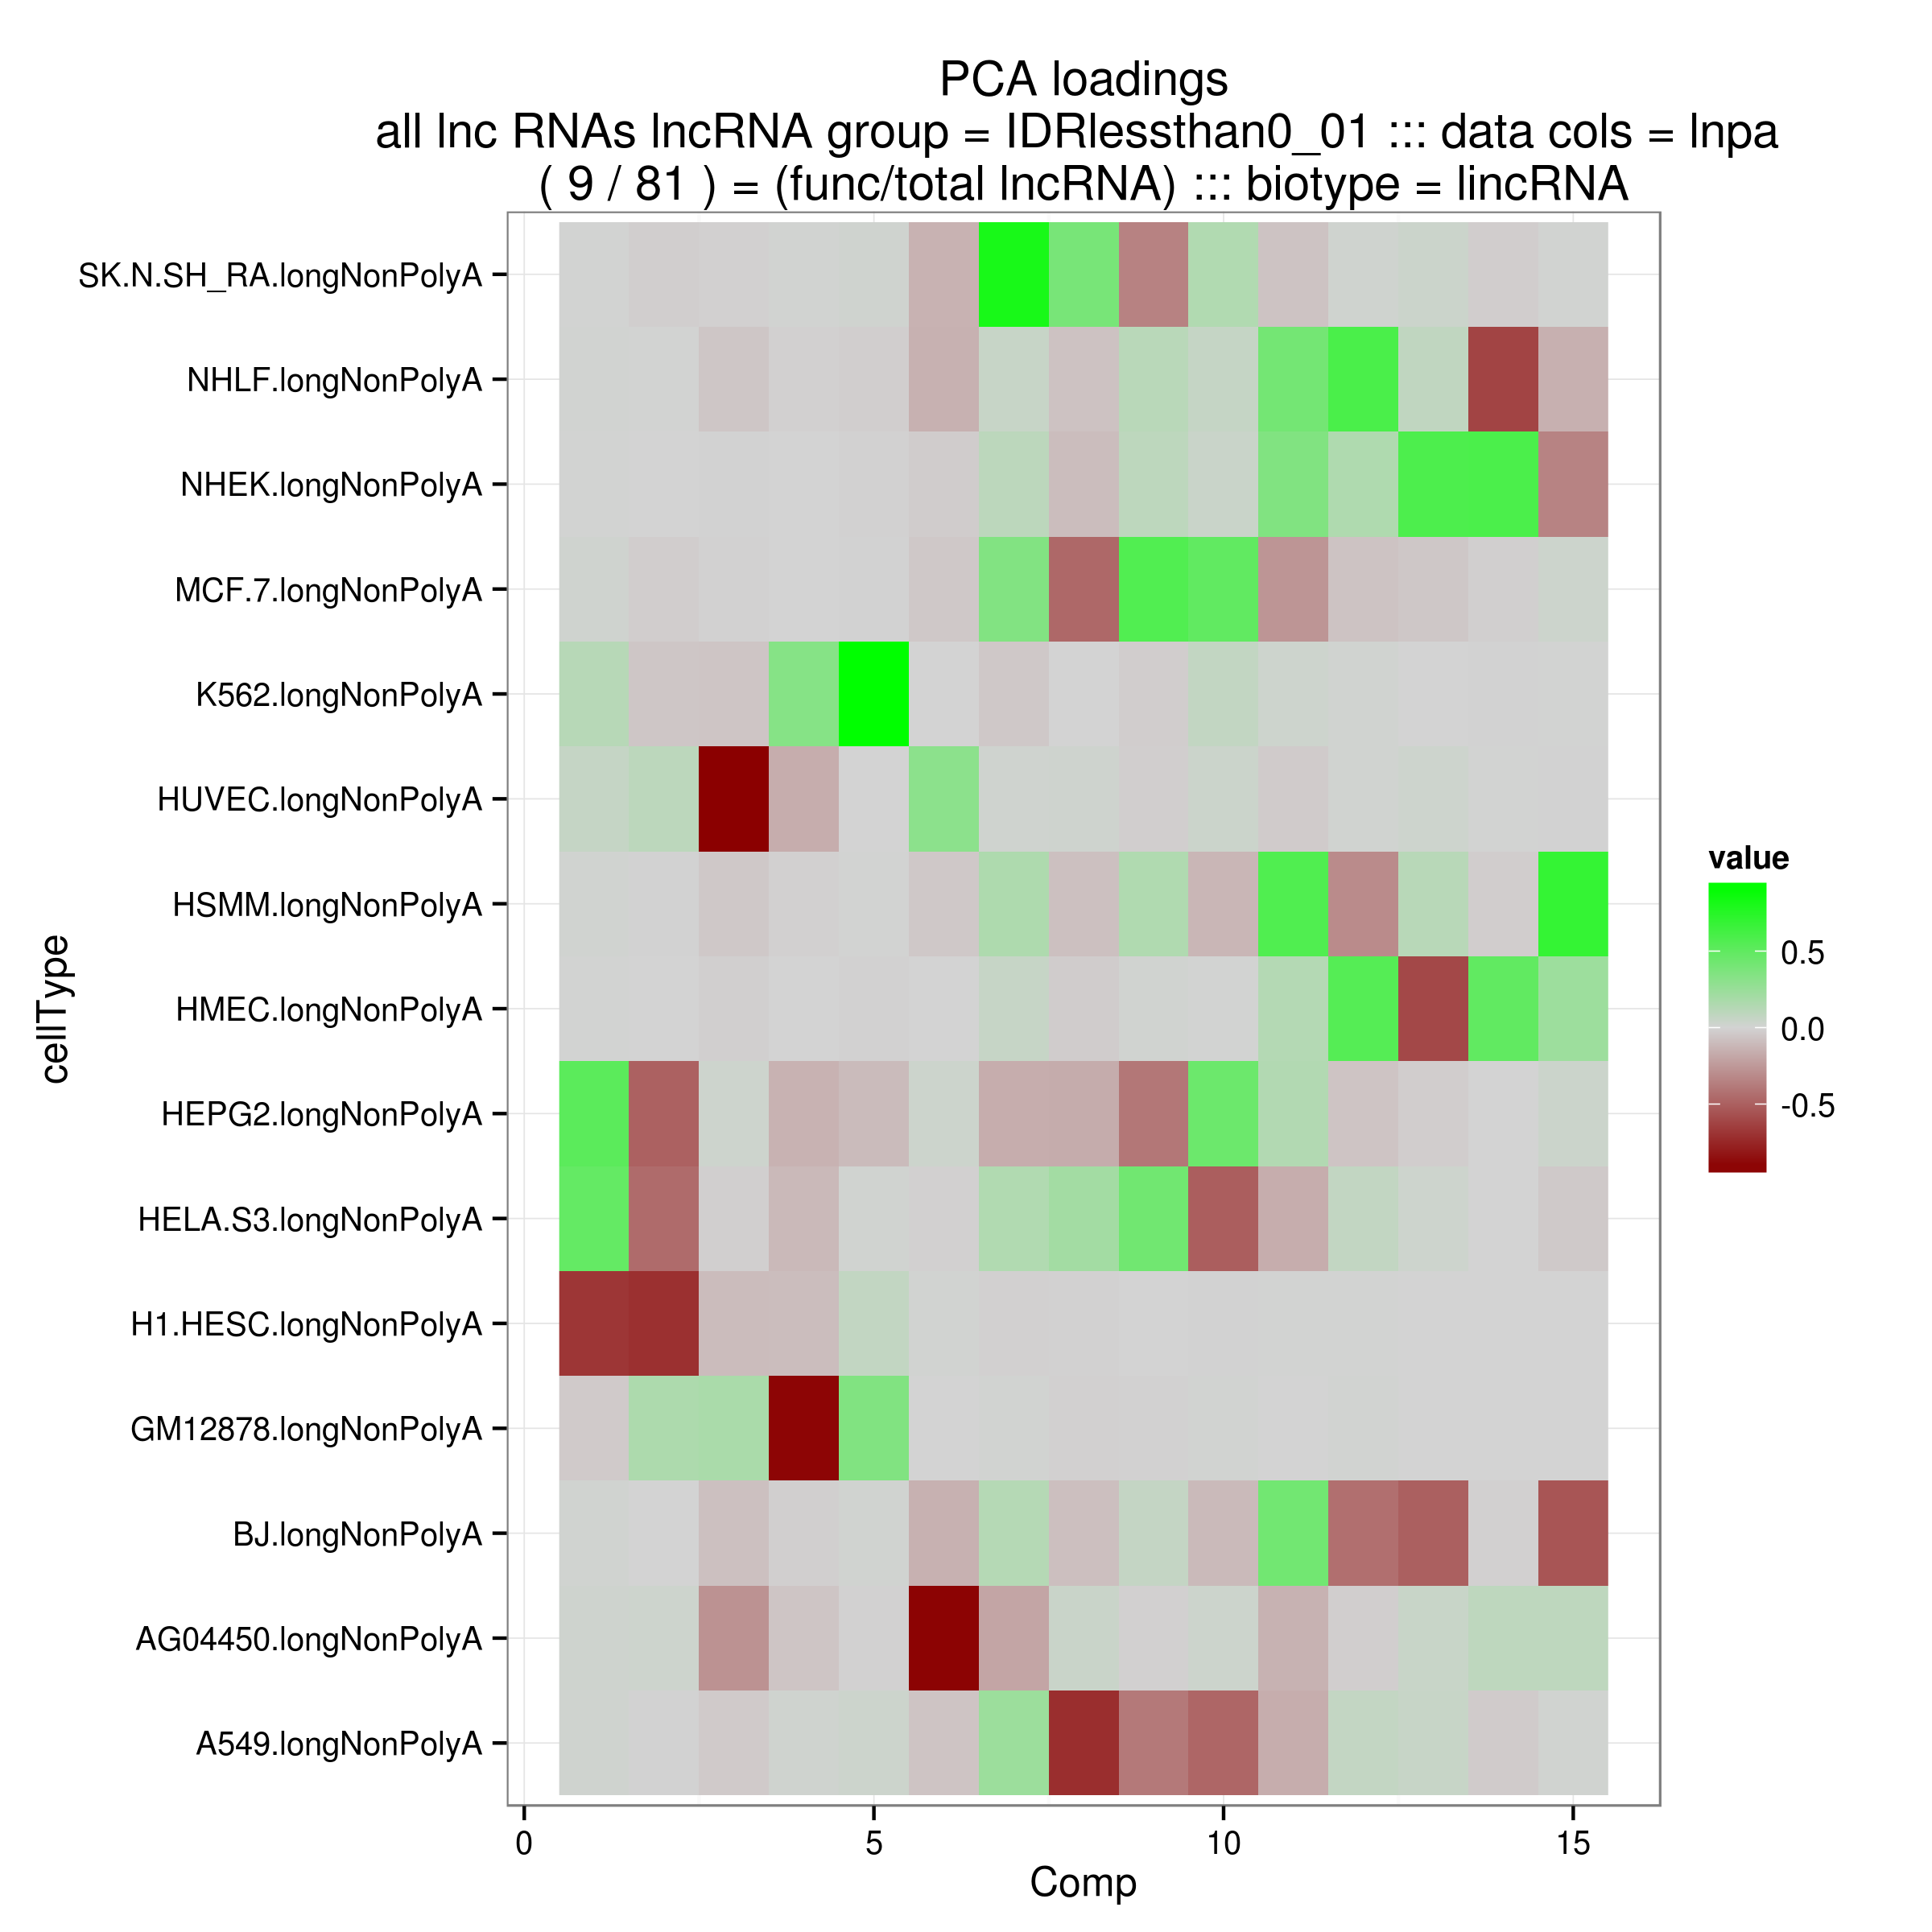 PCA loadings
all lnc RNAs lncRNA group = IDRlessthan0_01 ::: data cols = lnpa
( 9 / 81 ) = (func/total lncRNA) ::: biotype = lincRNA
SK.N.SH_RA.longNonPolyA
NHLF.longNonPolyA
NHEK.longNonPolyA
MCF.7.longNonPolyA
K562.longNonPolyA
HUVEC.longNonPolyA
HSMM.longNonPolyA
HMEC.longNonPolyA
HEPG2.longNonPolyA
HELA.S3.longNonPolyA
H1.HESC.longNonPolyA
GM12878.longNonPolyA
BJ.longNonPolyA
AG04450.longNonPolyA
A549.longNonPolyA
cellType
0 5 10 15
Comp
value
0.5
0.0
-0.5